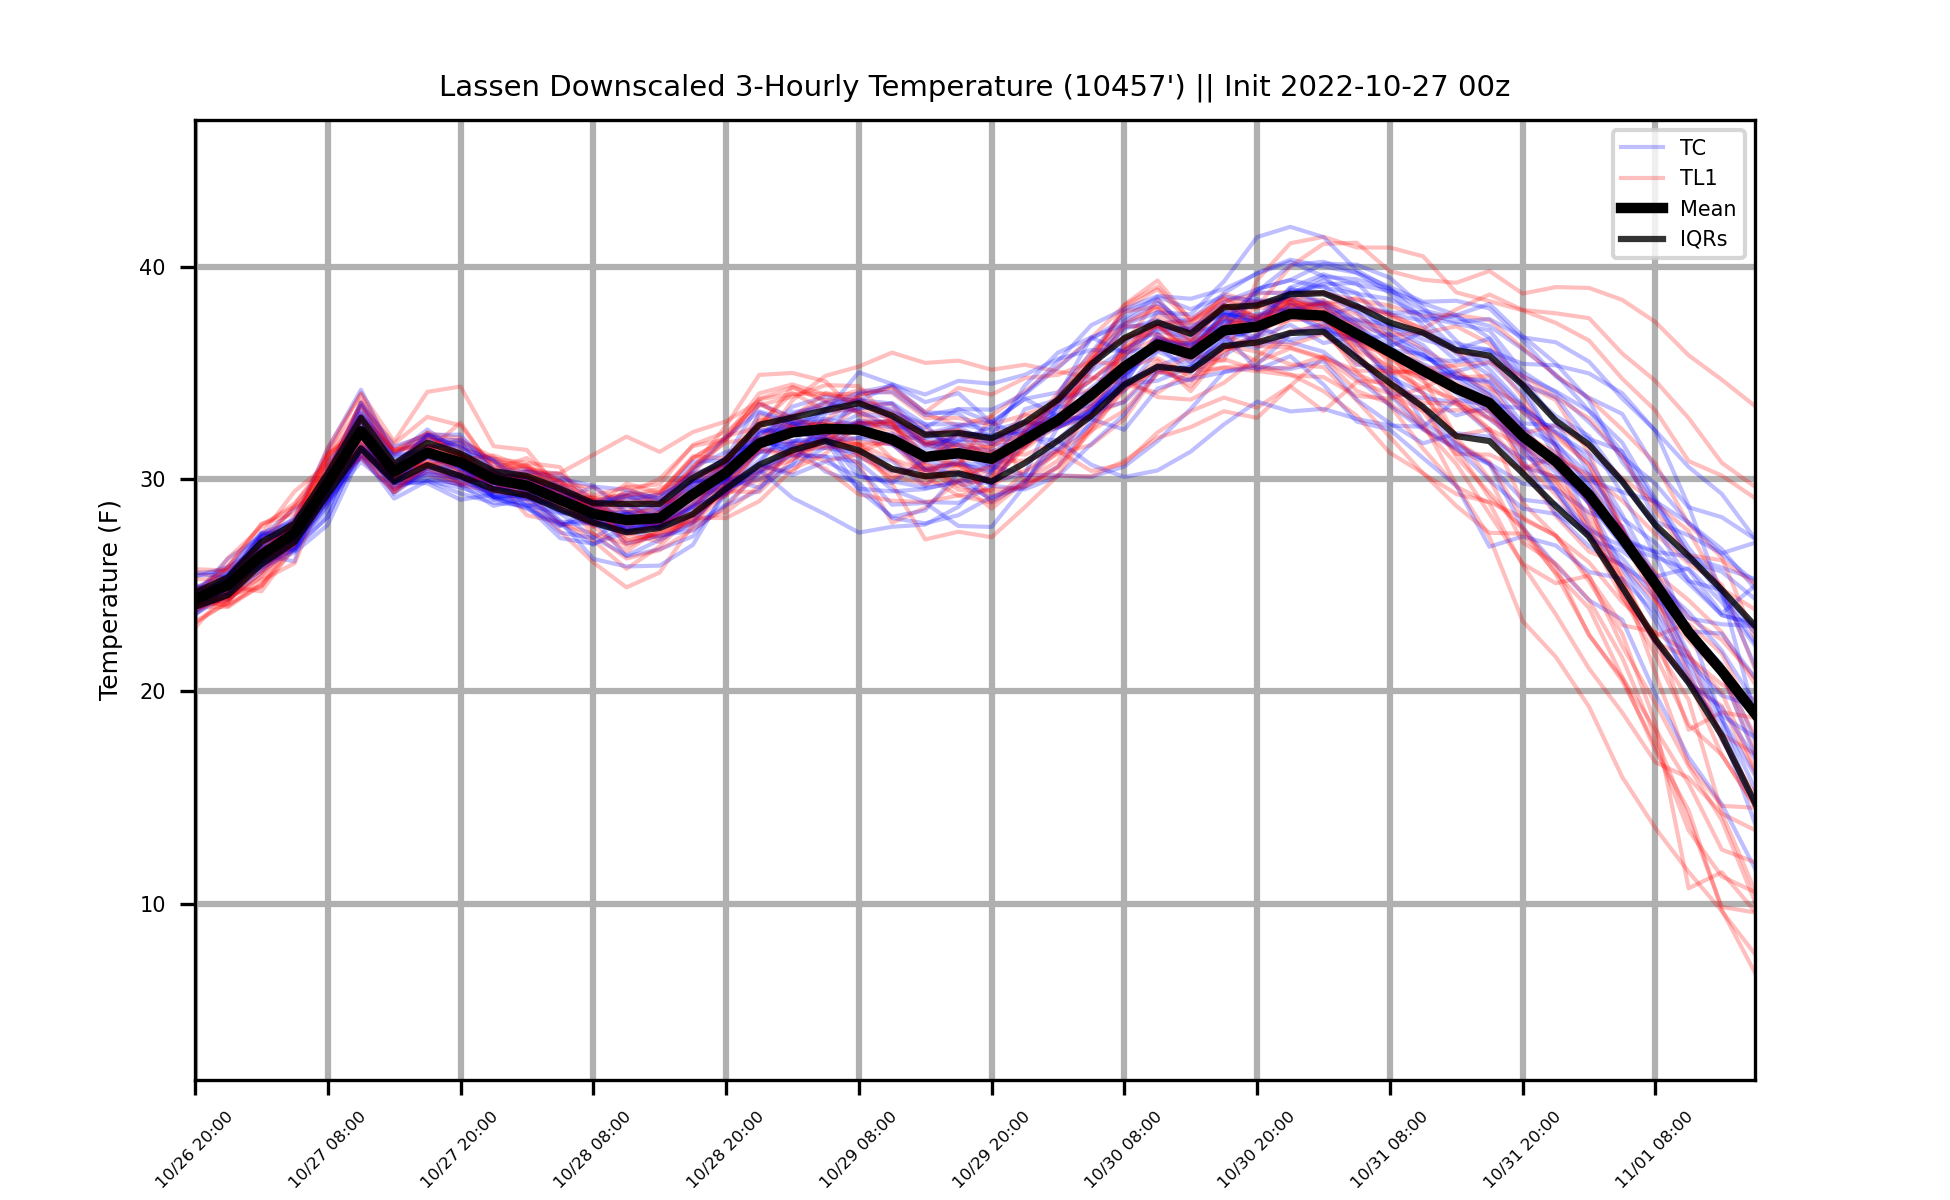 Lassen Downscaled 3-Hourly Temperature (10457') || Init 2022-10-27 00z
TC
TL1
Mean
IQRs
Temperature (F)
40
30
20
10
10/26 20:00
10/27 08:00
10/27 20:00
10/28 08:00
10/28 20:00
10/29 08:00
10/29 20:00
10/30 08:00
10/30 20:00
10/31 08:00
10/31 20:00
11/01 08:00